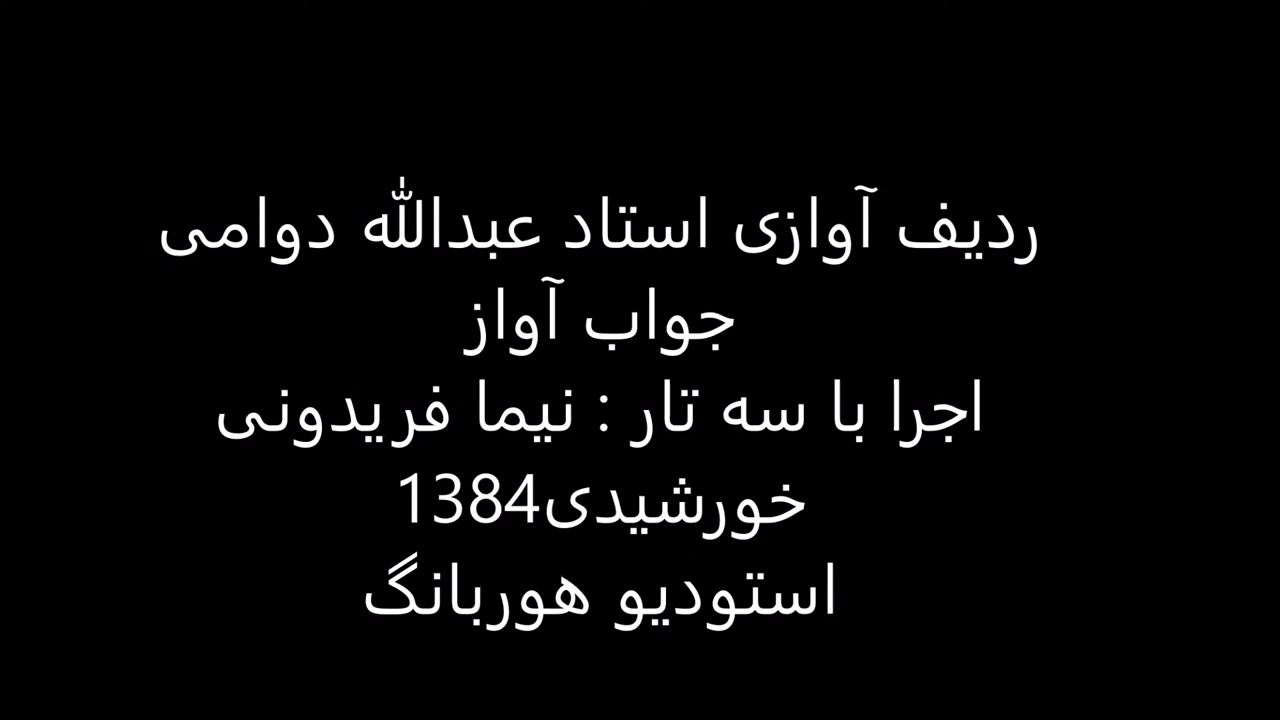 ردیف آوازی استاد عبدالله دوامی
جواب آواز
اجرا با سه تار : نیما فریدونی
خورشیدی1384
استودیو هوربانگ